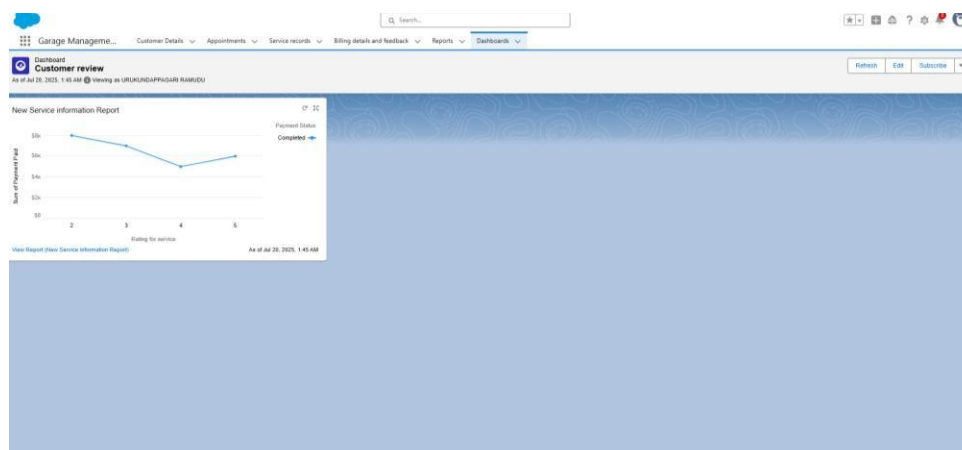 Search...
Garage Manageme... Customer Details Appointments Service records Billing details and feedback Reports Dashboards
Dashboard
Customer review
As of Jul 20, 2025, 1:45 AM Viewing as URUKUNDAPPAGARI RAMUDU
Refresh Edit Subscribe
New Service information Report
Payment Status
Completed
Sum of Payment Paid
$8k
$6k
$4k
$2k
$0
2 3 4 5
Rating for service
View Report (New Service Information Report) As of Jul 20, 2025, 1:45 AM